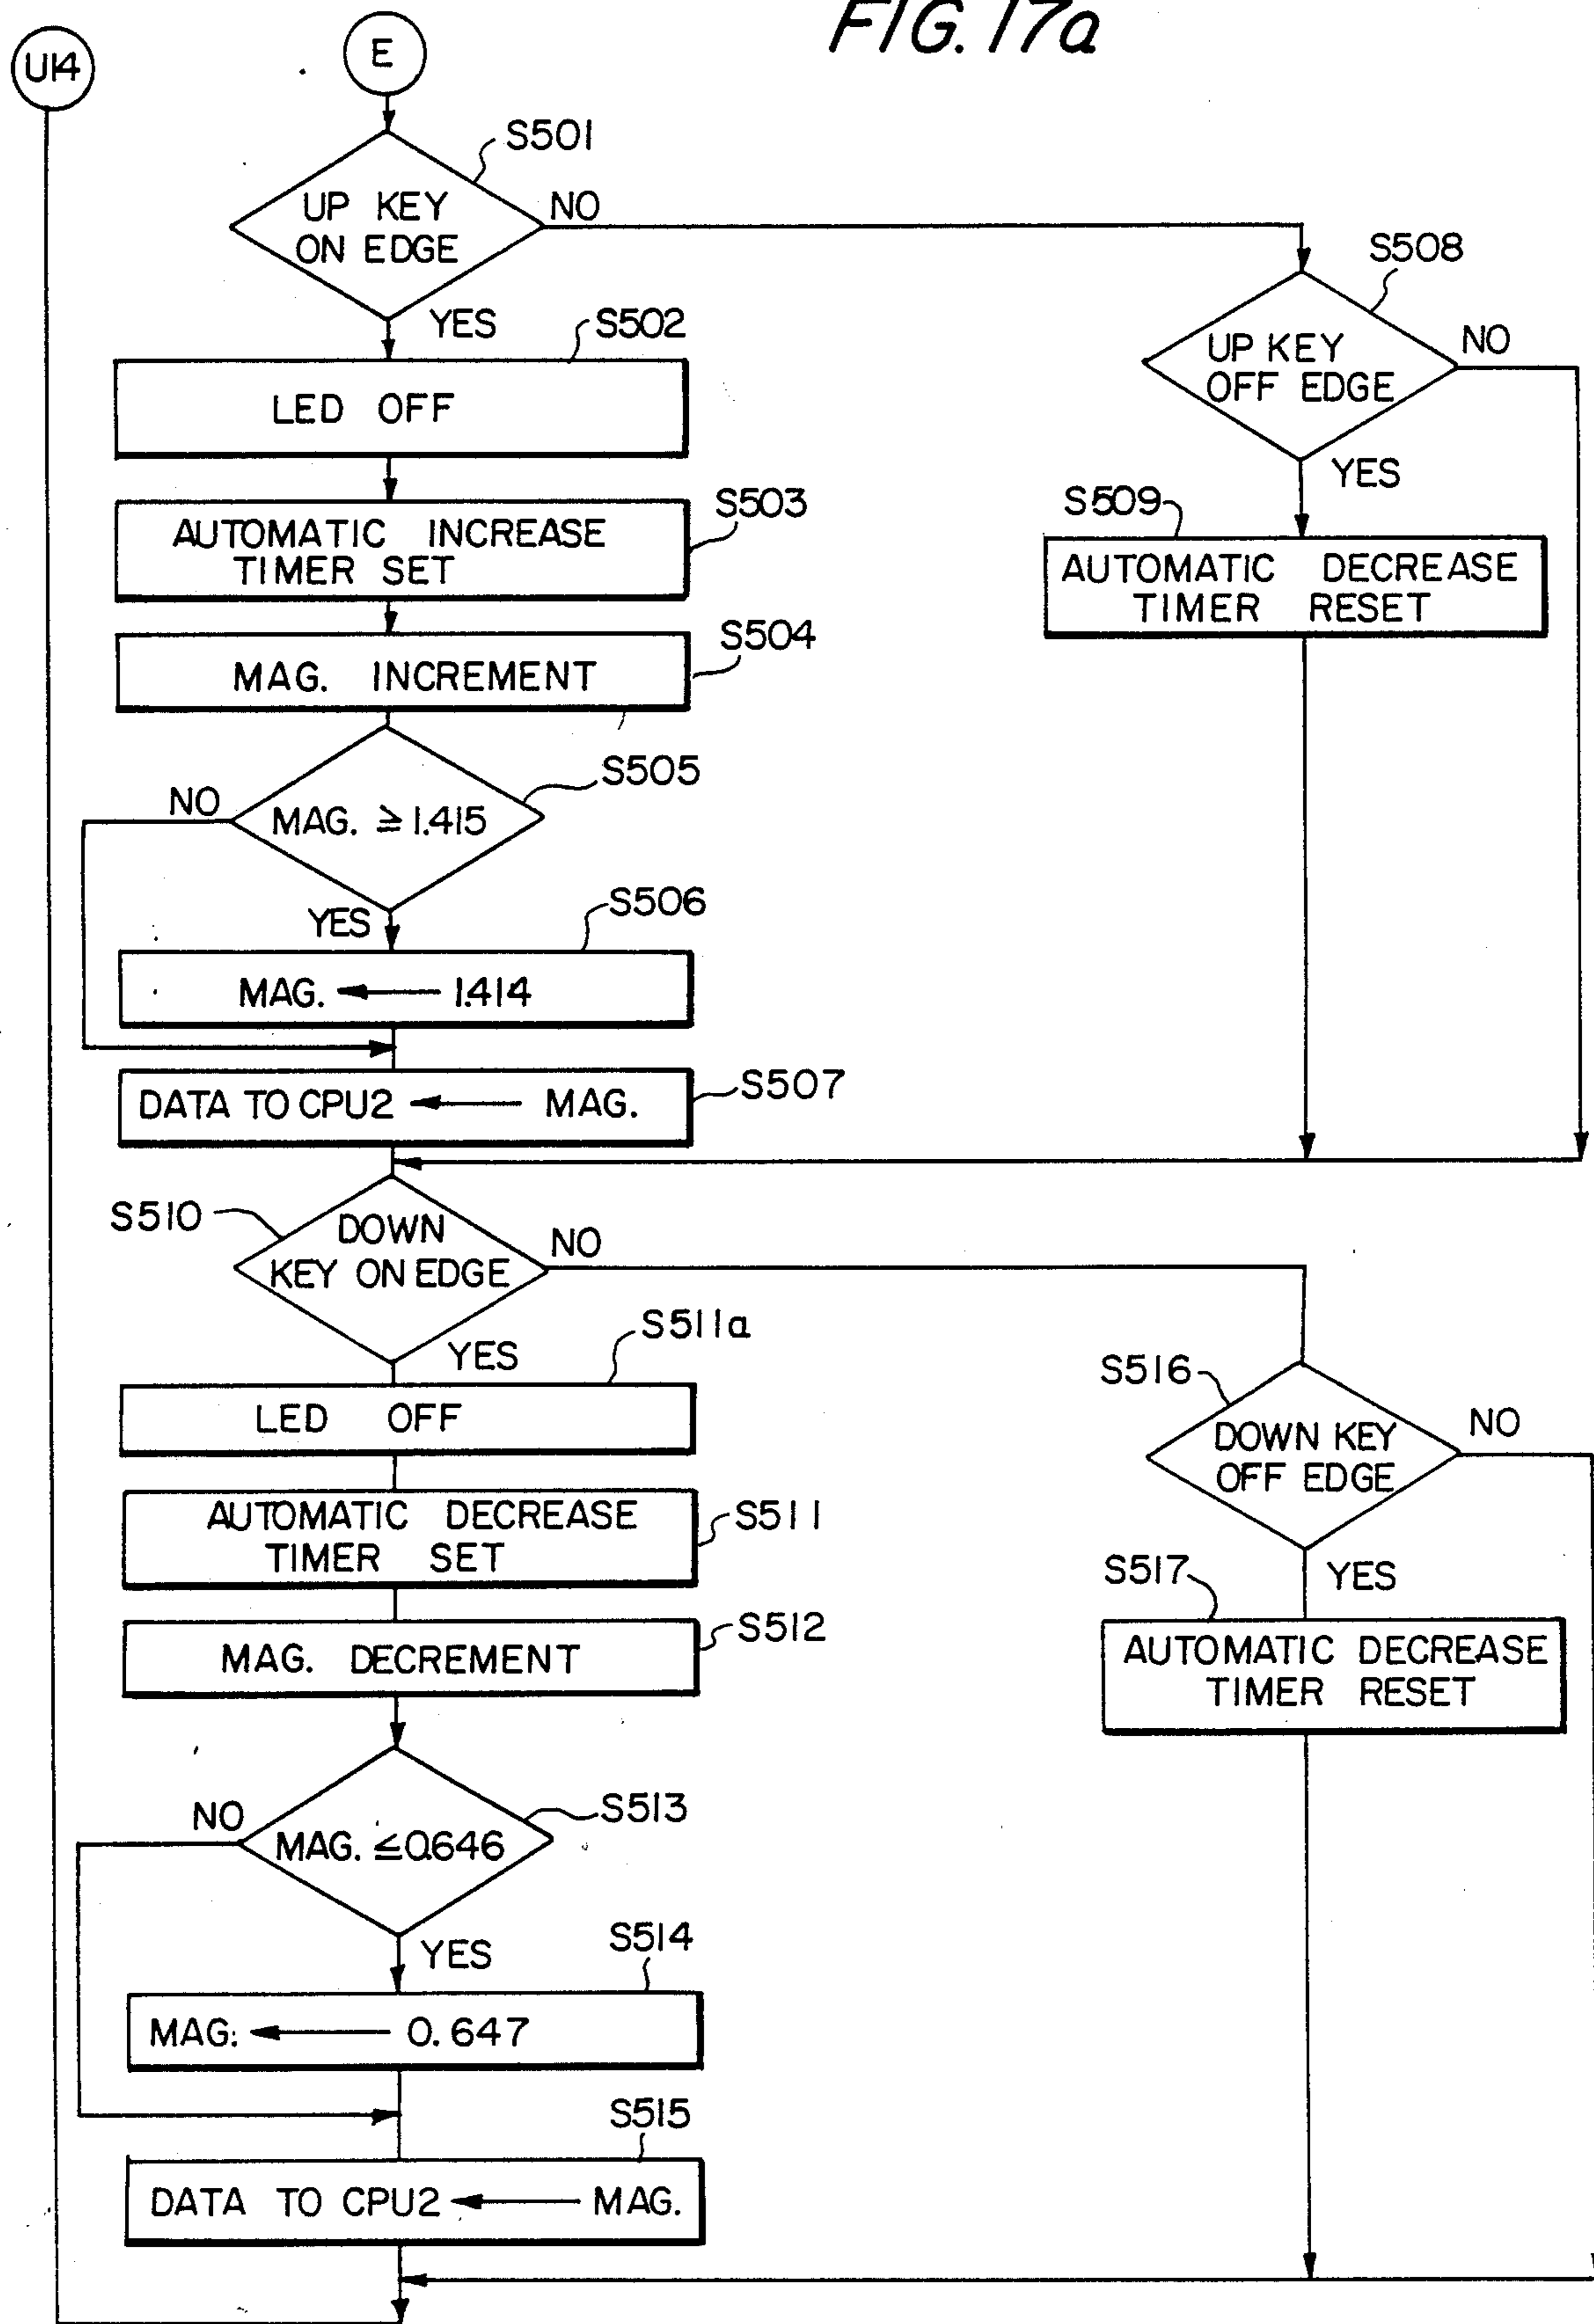 FIG. 17a
U14
E
S501
UP KEY
ON EDGE
NO
YES
S502
LED OFF
S503
AUTOMATIC INCREASE
TIMER SET
S504
MAG. INCREMENT
S505
NO
MAG. ≧ 1.415
YES
S506
MAG. ← 1.414
S507
DATA TO CPU2 ← MAG.
S508
UP KEY
OFF EDGE
NO
YES
S509
AUTOMATIC DECREASE
TIMER RESET
S510
DOWN
KEY ON EDGE
NO
YES
S511a
LED OFF
S511
AUTOMATIC DECREASE
TIMER SET
S512
MAG. DECREMENT
S513
NO
MAG. ≦ 0.646
YES
S514
MAG. ← 0.647
S515
DATA TO CPU2 ← MAG.
S516
DOWN KEY
OFF EDGE
NO
YES
S517
AUTOMATIC DECREASE
TIMER RESET